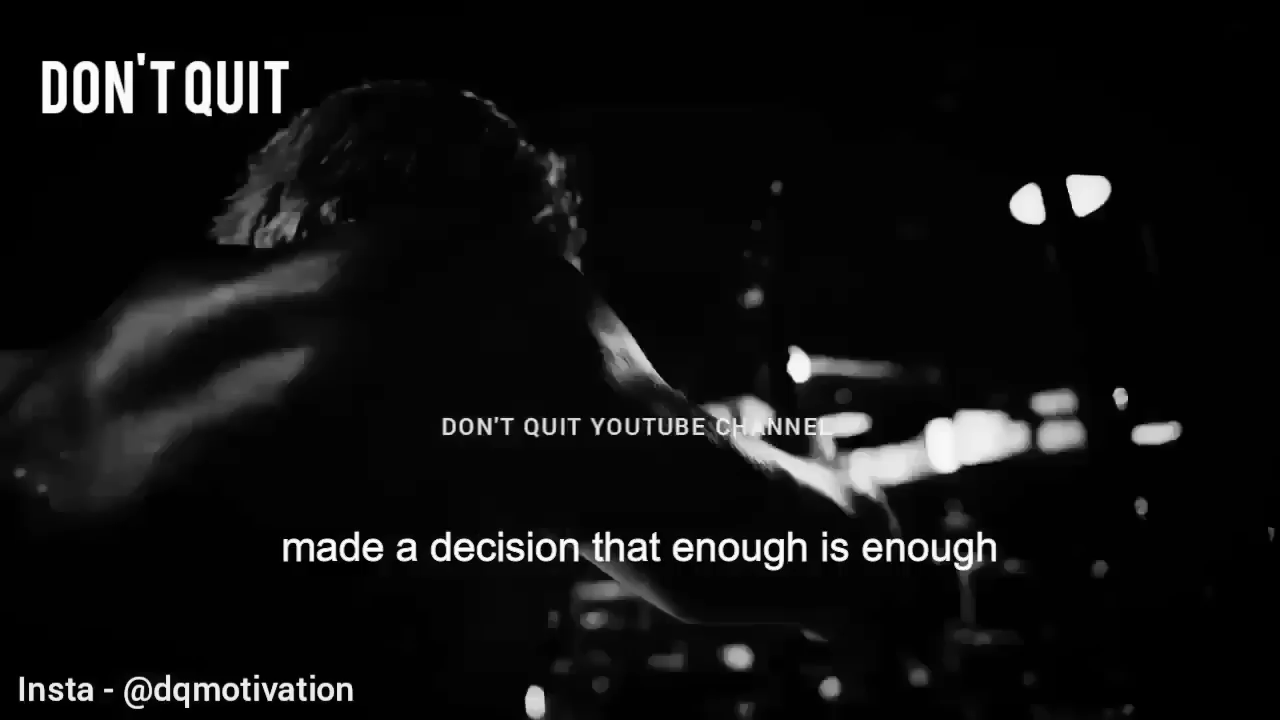 DON'T QUIT
DON'T QUIT YOUTUBE CHANNEL
made a decision that enough is enough
Insta - @dqmotivation